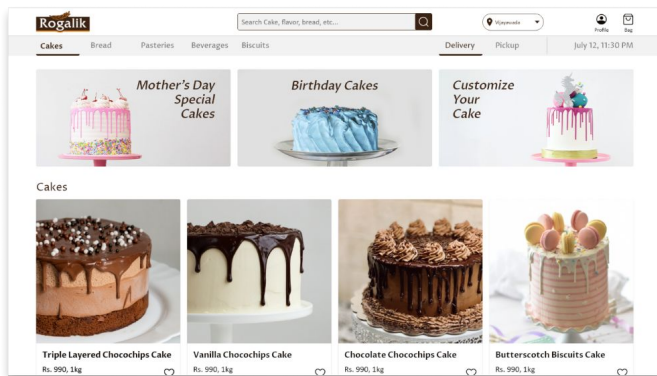 Rogalik
Search Cake, flavor, bread, etc...
Vijayawada
Profile
Bag
Cakes Bread Pasteries Beverages Biscuits Delivery Pickup July 12, 11:30 PM
Mother's Day
Special
Cakes
Birthday Cakes
Customize
Your
Cake
Cakes
Triple Layered Chocochips Cake
Rs. 990, 1kg
Vanilla Chocochips Cake
Rs. 990, 1kg
Chocolate Chocochips Cake
Rs. 990, 1kg
Butterscotch Biscuits Cake
Rs. 990, 1kg